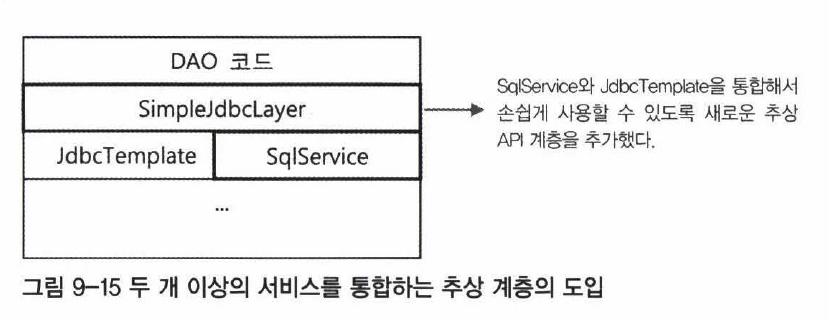 DAO 코드
SimpleJdbcLayer
JdbcTemplate
SqlService
...
SqlService와 JdbcTemplate을 통합해서
손쉽게 사용할 수 있도록 새로운 추상
API 계층을 추가했다.
그림 9-15 두 개 이상의 서비스를 통합하는 추상 계층의 도입